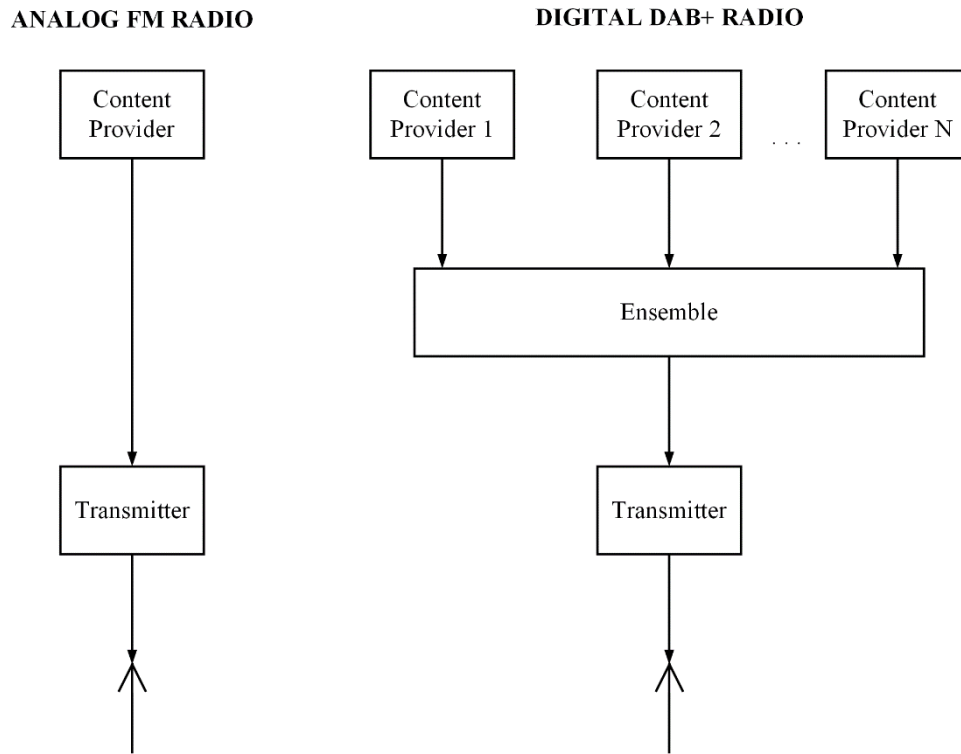 ANALOG FM RADIO
DIGITAL DAB+ RADIO
Content
Provider
Content
Provider 1
Content
Provider 2
. . .
Content
Provider N
Ensemble
Transmitter
Transmitter